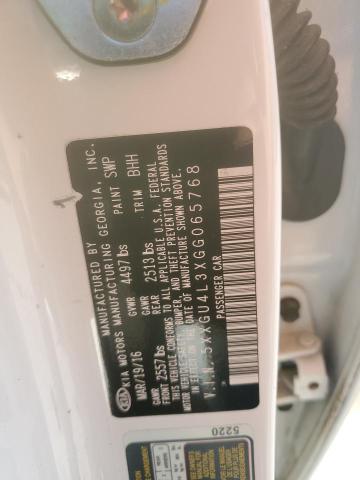 MANUFACTURED BY
KIA KIA MOTORS MANUFACTURING GEORGIA, INC.
MAR/19/16 GVWR 4497 lbs PAINT SWP
GAWR FRONT 2557 lbs GAWR REAR 2513 lbs TRIM BHH
THIS VEHICLE CONFORMS TO ALL APPLICABLE U.S.A. FEDERAL
MOTOR VEHICLE SAFETY, BUMPER, AND THEFT PREVENTION
STANDARDS IN EFFECT ON THE DATE OF MANUFACTURE SHOWN ABOVE.
V.I.N.: 5XXGU4L3XGG065768
PASSENGER CAR
5220